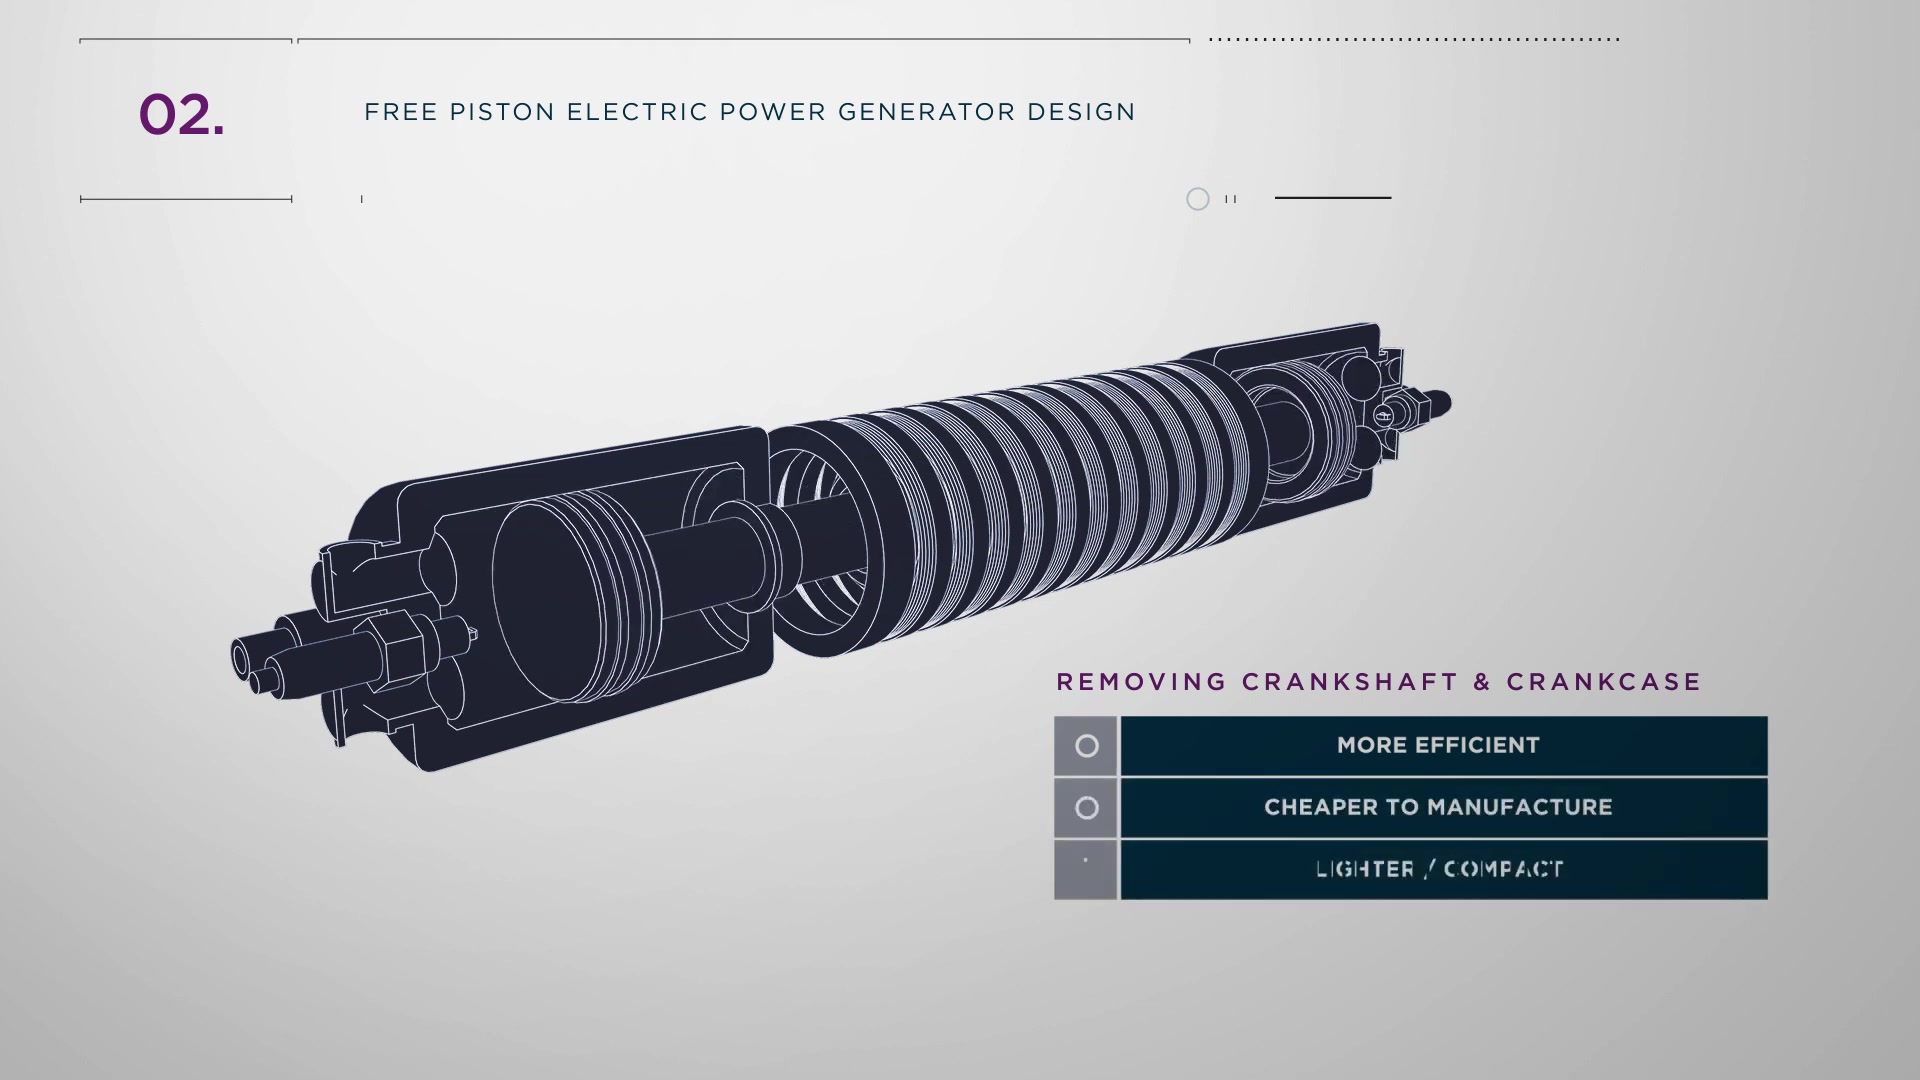 02.
FREE PISTON ELECTRIC POWER GENERATOR DESIGN
REMOVING CRANKSHAFT & CRANKCASE
MORE EFFICIENT
CHEAPER TO MANUFACTURE
LIGHTER / COMPACT